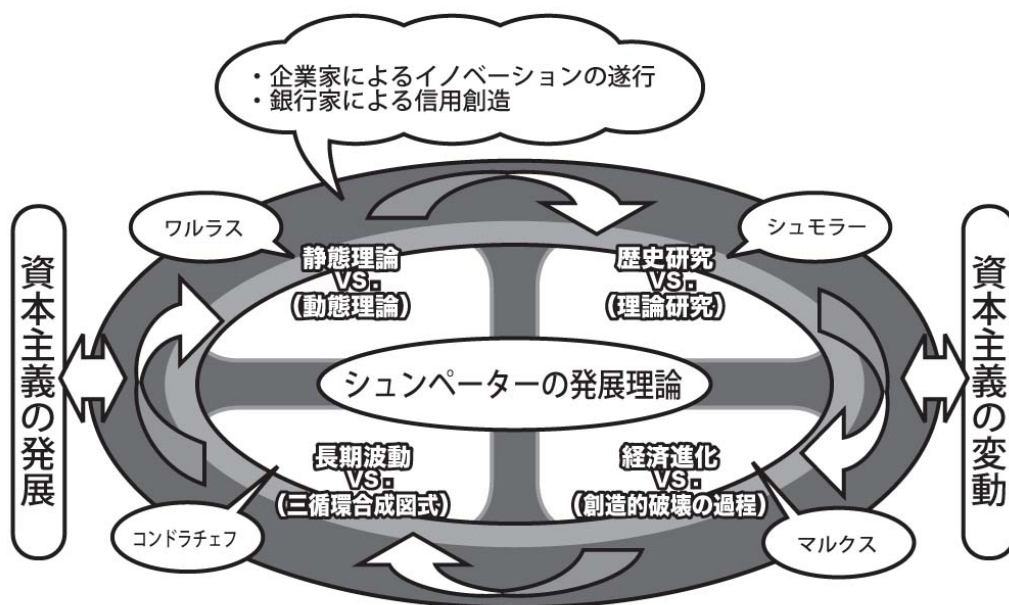 ・企業家によるイノベーションの遂行
・銀行家による信用創造
ワルラス
シュモラー
資本主義の発展
静態理論
VS.
(動態理論)
歴史研究
VS.
(理論研究)
資本主義の変動
シュンペーターの発展理論
長期波動
VS.
(三循環合成図式)
経済進化
VS.
(創造的破壊の過程)
コンドラチェフ
マルクス